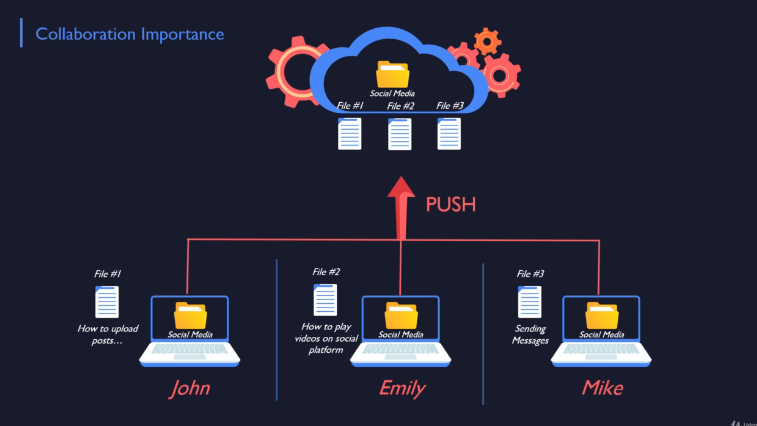 Collaboration Importance
Social Media
File #1
File #2
File #3
PUSH
File #1
How to upload
posts...
Social Media
John
File #2
How to play
videos on social
platform
Social Media
Emily
File #3
Sending
Messages
Social Media
Mike